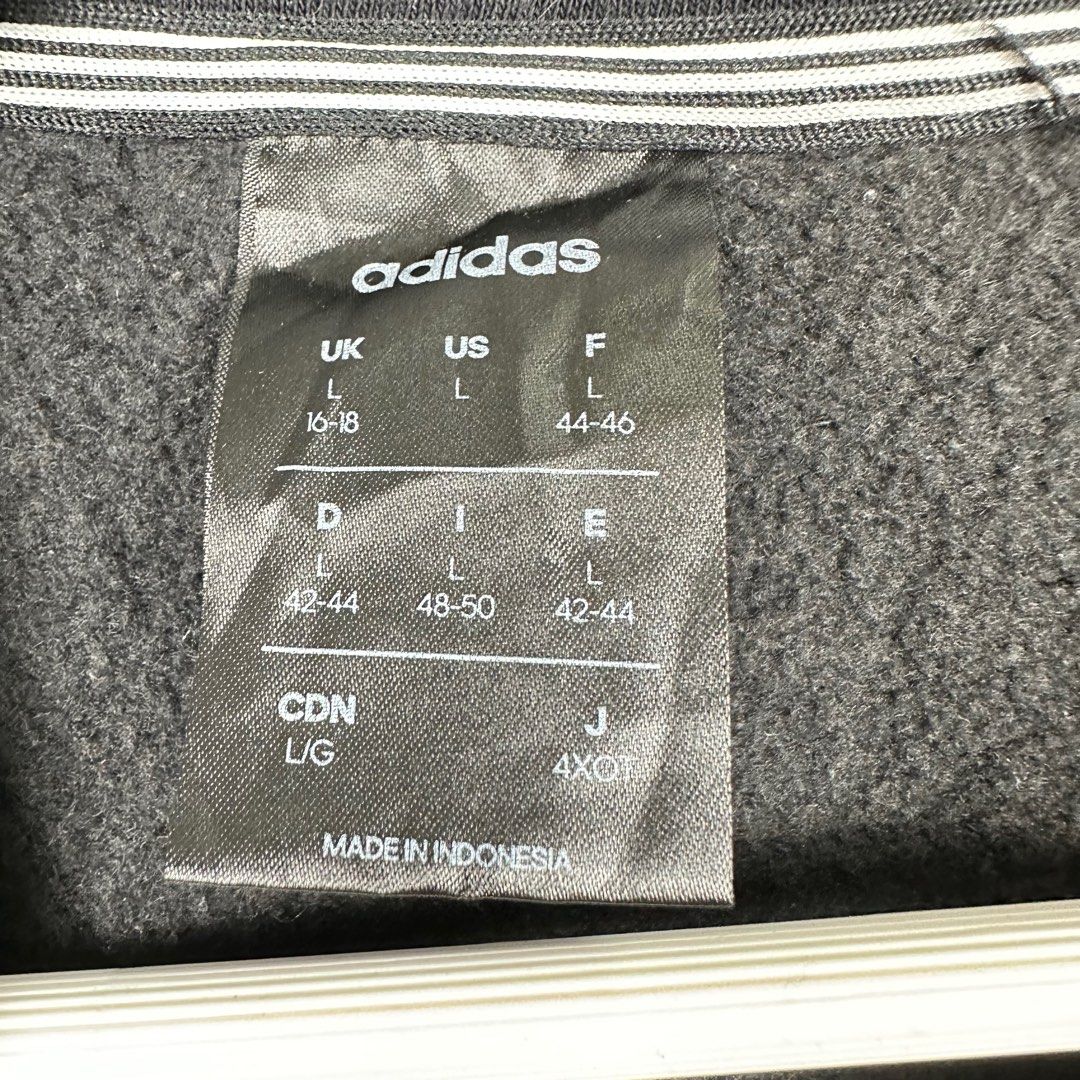 adidas
UK US F
L L L
16-18 44-46
D I E
L L L
42-44 48-50 42-44
CDN J
L/G 4XOT
MADE IN INDONESIA